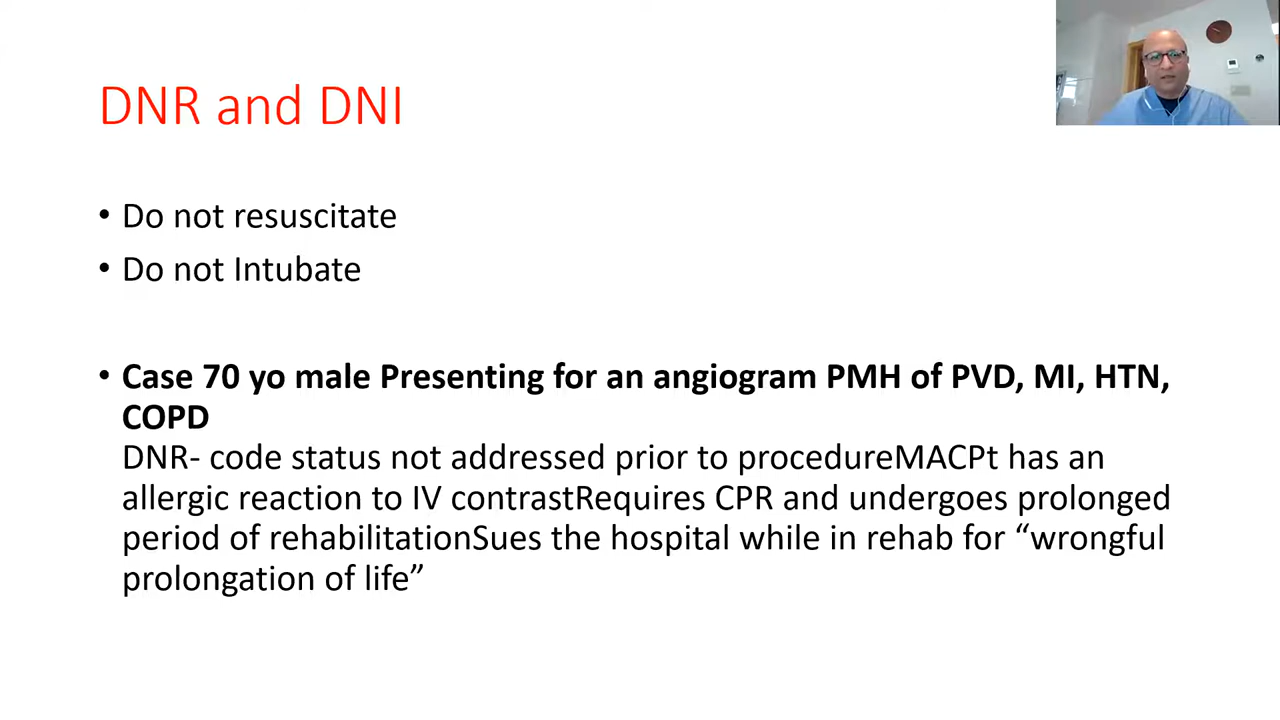 DNR and DNI
• Do not resuscitate
• Do not Intubate
• Case 70 yo male Presenting for an angiogram PMH of PVD, MI, HTN,
COPD
DNR- code status not addressed prior to procedureMACPt has an
allergic reaction to IV contrastRequires CPR and undergoes prolonged
period of rehabilitationSues the hospital while in rehab for “wrongful
prolongation of life”